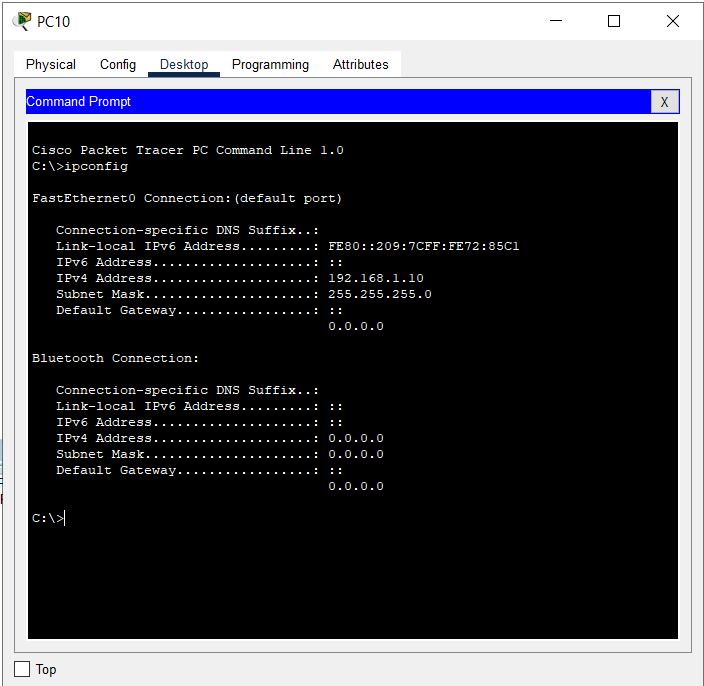 PC10
Physical Config Desktop Programming Attributes
Command Prompt X
Cisco Packet Tracer PC Command Line 1.0
C:\>ipconfig
FastEthernet0 Connection:(default port)
Connection-specific DNS Suffix..:
Link-local IPv6 Address.........: FE80::209:7CFF:FE72:85C1
IPv6 Address....................: ::
IPv4 Address....................: 192.168.1.10
Subnet Mask.....................: 255.255.255.0
Default Gateway.................: ::
0.0.0.0
Bluetooth Connection:
Connection-specific DNS Suffix..:
Link-local IPv6 Address.........: ::
IPv6 Address....................: ::
IPv4 Address....................: 0.0.0.0
Subnet Mask.....................: 0.0.0.0
Default Gateway.................: ::
0.0.0.0
C:\>
Top